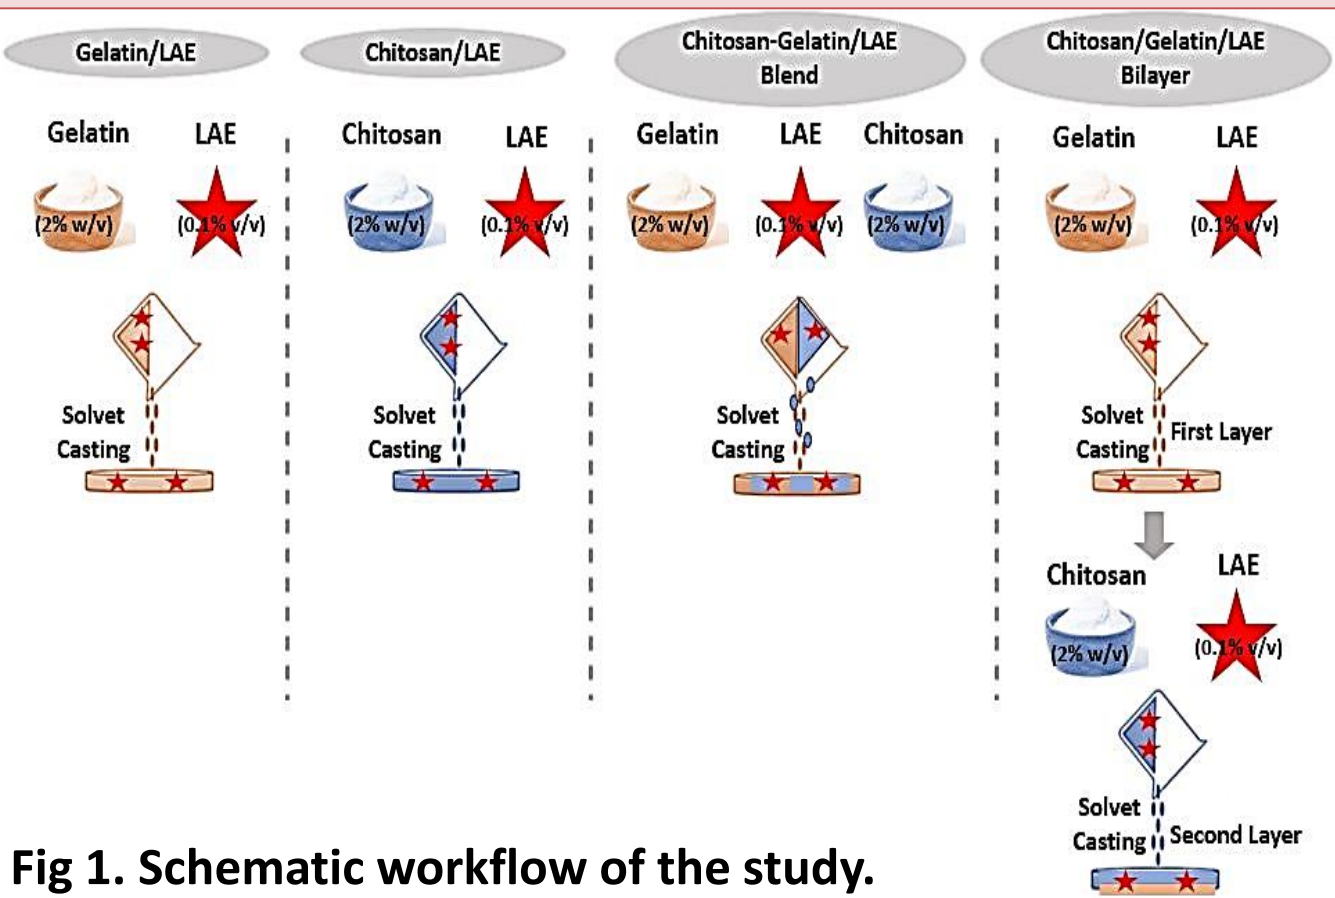 Gelatin/LAE
Gelatin
LAE
(2% w/v)
(0.1% v/v)
Solvet
Casting
Chitosan/LAE
Chitosan
LAE
(2% w/v)
(0.1% v/v)
Solvet
Casting
Chitosan-Gelatin/LAE
Blend
Gelatin
LAE
Chitosan
(2% w/v)
(0.1% v/v)
(2% w/v)
Solvet
Casting
Chitosan/Gelatin/LAE
Bilayer
Gelatin
LAE
(2% w/v)
(0.1% v/v)
Solvet
Casting
First Layer
Chitosan
LAE
(2% w/v)
(0.1% v/v)
Solvet
Casting
Second Layer
Fig 1. Schematic workflow of the study.